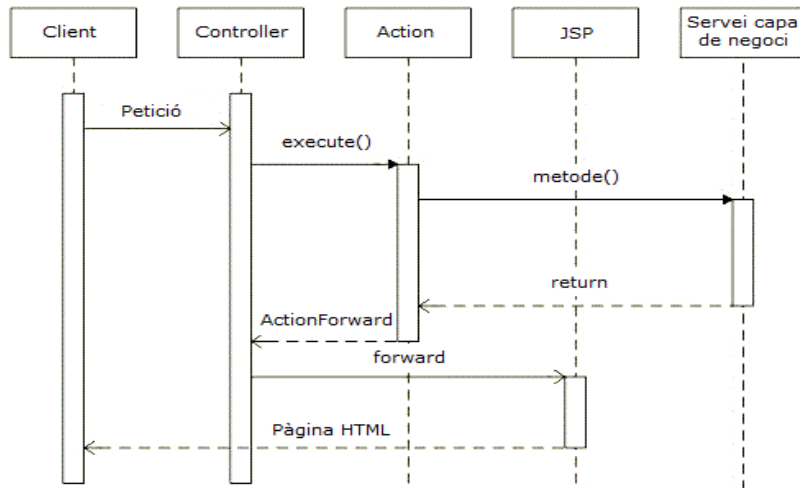 Client
Controller
Action
JSP
Servei capa
de negoci
Petició
execute()
metode()
return
ActionForward
forward
Pàgina HTML